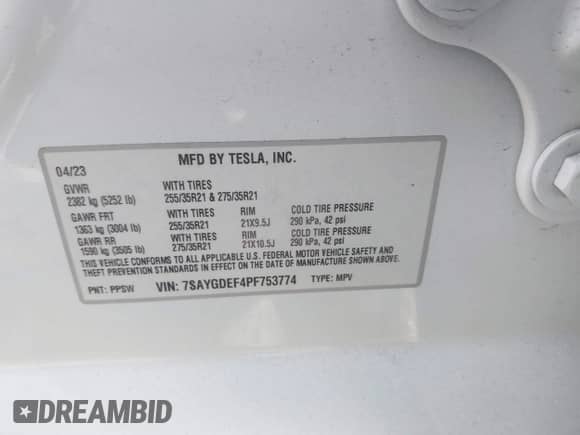 04/23 MFD BY TESLA, INC.
GVWR WITH TIRES
2382 kg (5252 lb) 255/35R21 & 275/35R21
GAWR FRT WITH TIRES RIM COLD TIRE PRESSURE
1363 kg (3004 lb) 255/35R21 21X9.5J 290 kPa, 42 psi
GAWR RR WITH TIRES RIM COLD TIRE PRESSURE
1590 kg (3505 lb) 275/35R21 21X10.5J 290 kPa, 42 psi
THIS VEHICLE CONFORMS TO ALL APPLICABLE U.S. FEDERAL MOTOR VEHICLE SAFETY AND
THEFT PREVENTION STANDARDS IN EFFECT ON THE DATE OF MANUFACTURE SHOWN ABOVE.
PNT: PPSW VIN: 7SAYGDEF4PF753774 TYPE: MPV
DREAMBID